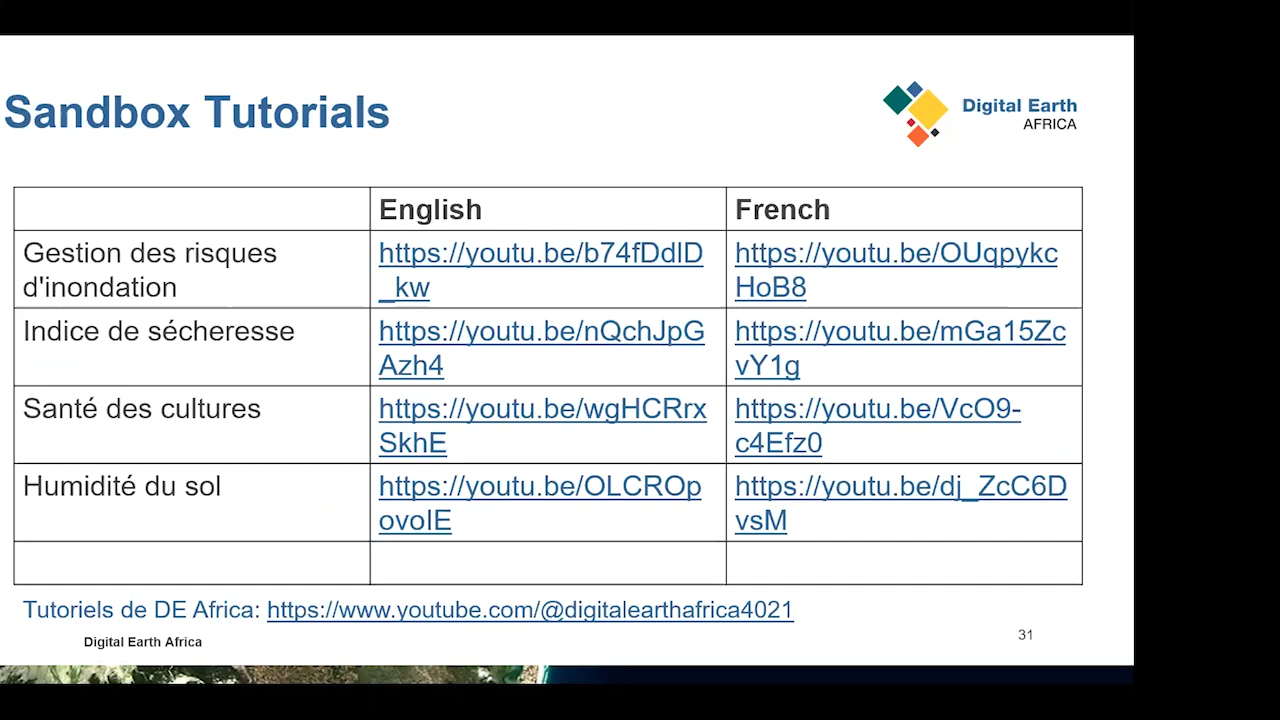 Sandbox Tutorials
Digital Earth
AFRICA
English
French
Gestion des risques
d'inondation
https://youtu.be/b74fDdlD
_kw
https://youtu.be/OUqpykc
HoB8
Indice de sécheresse
https://youtu.be/nQchJpG
Azh4
https://youtu.be/mGa15Zc
vY1g
Santé des cultures
https://youtu.be/wgHCRrx
SkhE
https://youtu.be/VcO9-
c4Efz0
Humidité du sol
https://youtu.be/OLCROp
ovoIE
https://youtu.be/dj_ZcC6D
vsM
Tutoriels de DE Africa: https://www.youtube.com/@digitalearthafrica4021
Digital Earth Africa
31